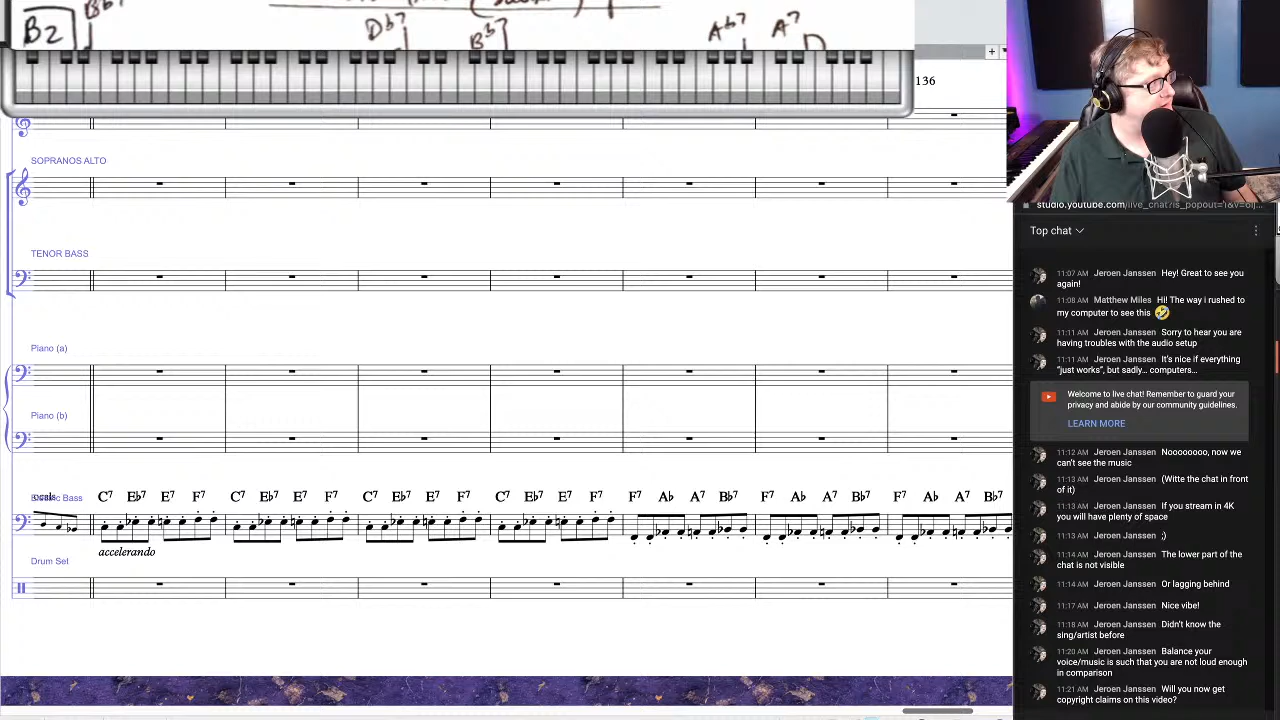 B2
Bb7
Db7
Bb7
Ab7
A7
D
136
SOPRANOS ALTO
TENOR BASS
Piano (a)
Piano (b)
C7 Eb7 E7 F7 C7 Eb7 E7 F7 C7 Eb7 E7 F7 C7 Eb7 E7 F7 F7 Ab A7 Bb7 F7 Ab A7 Bb7 F7 Ab A7 Bb7
accelerando
Drum Set
studio.youtube.com/live_chat?is_popout=1&v=
Top chat
11:07 AM Jeroen Janssen Hey! Great to see you
again!
11:08 AM Matthew Miles Hi! The way i rushed to
my computer to see this 🤣
11:11 AM Jeroen Janssen Sorry to hear you are
having troubles with the audio setup
11:11 AM Jeroen Janssen It's nice if everything
"just works", but sadly... computers...
Welcome to live chat! Remember to guard your
privacy and abide by our community guidelines.
LEARN MORE
11:12 AM Jeroen Janssen Noooooooo, now we
can't see the music
11:13 AM Jeroen Janssen (Witte the chat in front
of it)
11:13 AM Jeroen Janssen If you stream in 4K
you will have plenty of space
11:13 AM Jeroen Janssen ;)
11:14 AM Jeroen Janssen The lower part of the
chat is not visible
11:14 AM Jeroen Janssen Or lagging behind
11:17 AM Jeroen Janssen Nice vibe!
11:18 AM Jeroen Janssen Didn't know the
sing/artist before
11:20 AM Jeroen Janssen Balance your
voice/music is such that you are not loud enough
in comparison
11:21 AM Jeroen Janssen Will you now get
copyright claims on this video?